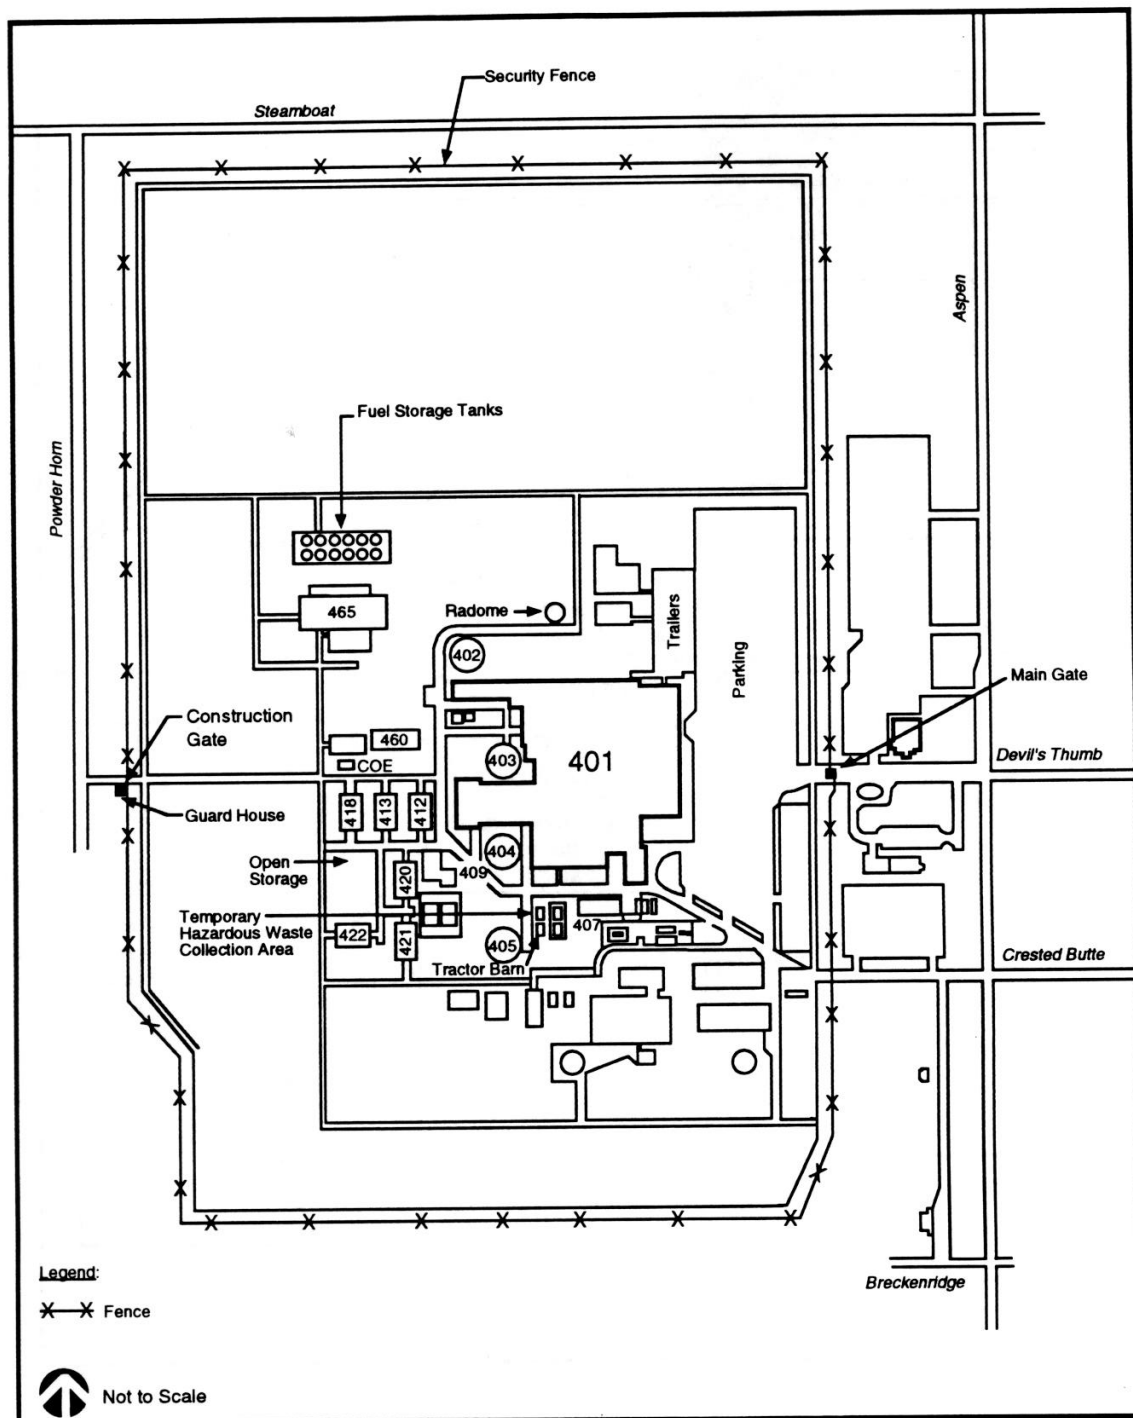 Security Fence
Steamboat
Aspen
Fuel Storage Tanks
Powder Horn
465
Radome
Trailers
402
Parking
Main Gate
Construction
Gate
460
403
401
COE
Devil's Thumb
Guard House
418
413
412
404
Open
Storage
420
409
Temporary
Hazardous Waste
Collection Area
422
421
405
407
Tractor Barn
Crested Butte
Breckenridge
Legend:
X X Fence
Not to Scale